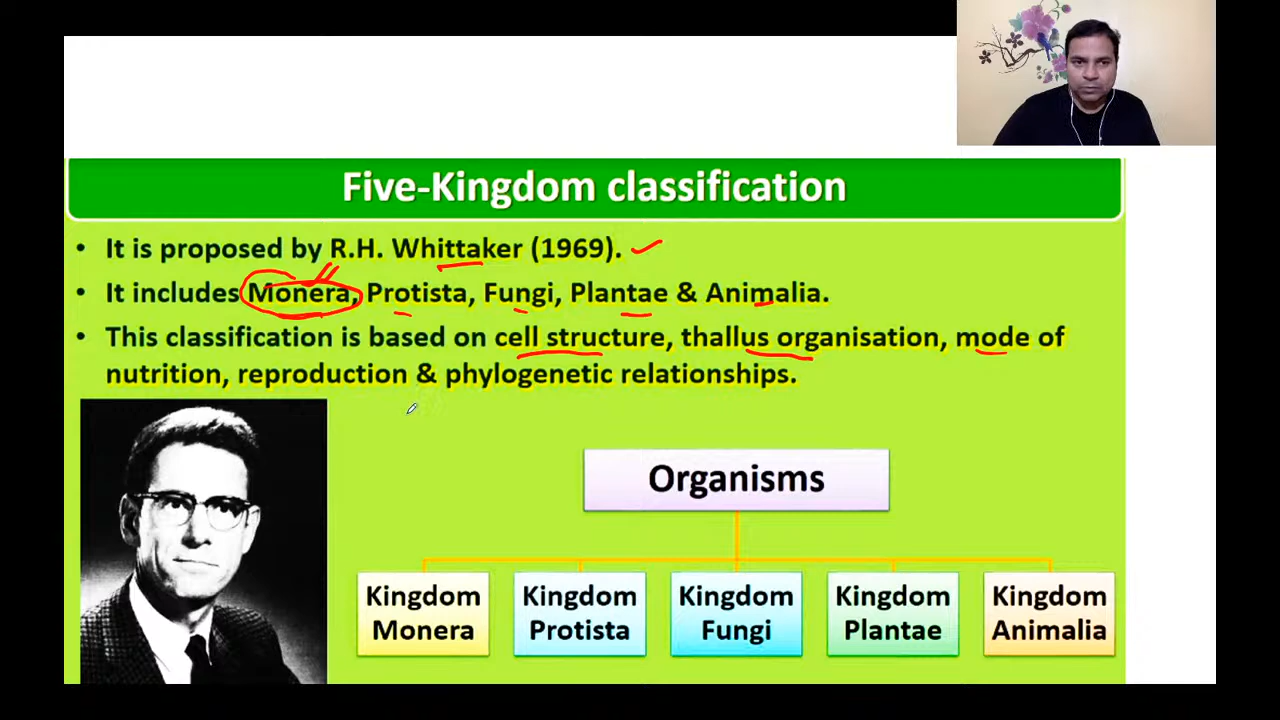 Five-Kingdom classification
• It is proposed by R.H. Whittaker (1969).
• It includes Monera, Protista, Fungi, Plantae & Animalia.
• This classification is based on cell structure, thallus organisation, mode of
nutrition, reproduction & phylogenetic relationships.
Organisms
Kingdom
Monera
Kingdom
Protista
Kingdom
Fungi
Kingdom
Plantae
Kingdom
Animalia